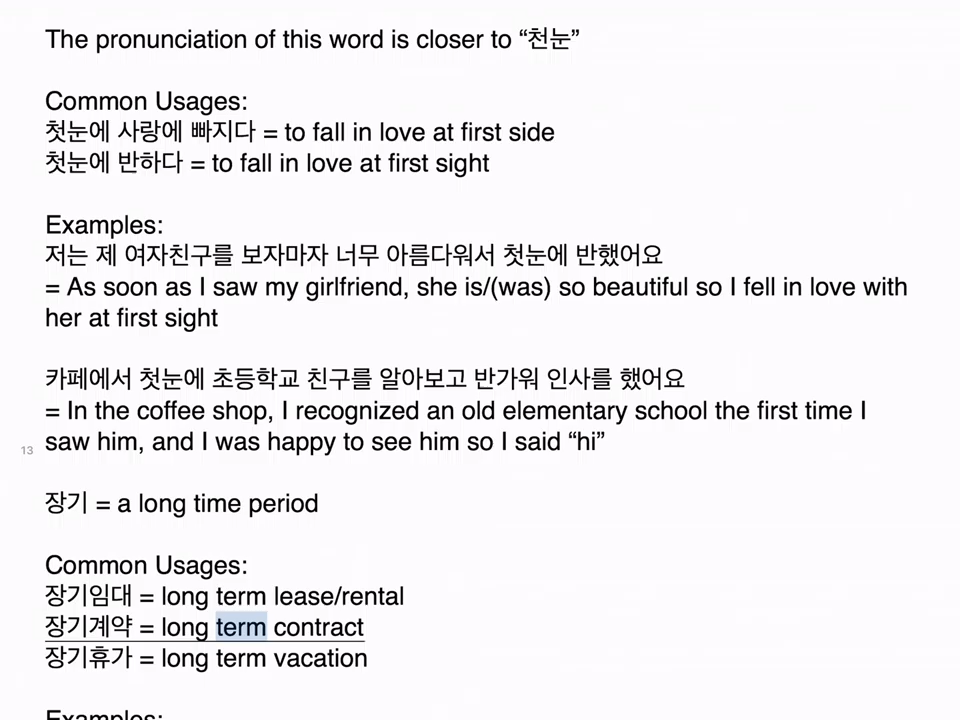 The pronunciation of this word is closer to “천눈”
Common Usages:
첫눈에 사랑에 빠지다 = to fall in love at first side
첫눈에 반하다 = to fall in love at first sight
Examples:
저는 제 여자친구를 보자마자 너무 아름다워서 첫눈에 반했어요
= As soon as I saw my girlfriend, she is/(was) so beautiful so I fell in love with
her at first sight
카페에서 첫눈에 초등학교 친구를 알아보고 반가워 인사를 했어요
= In the coffee shop, I recognized an old elementary school the first time I
13 saw him, and I was happy to see him so I said “hi”
장기 = a long time period
Common Usages:
장기임대 = long term lease/rental
장기계약 = long term contract
장기휴가 = long term vacation
Examples: